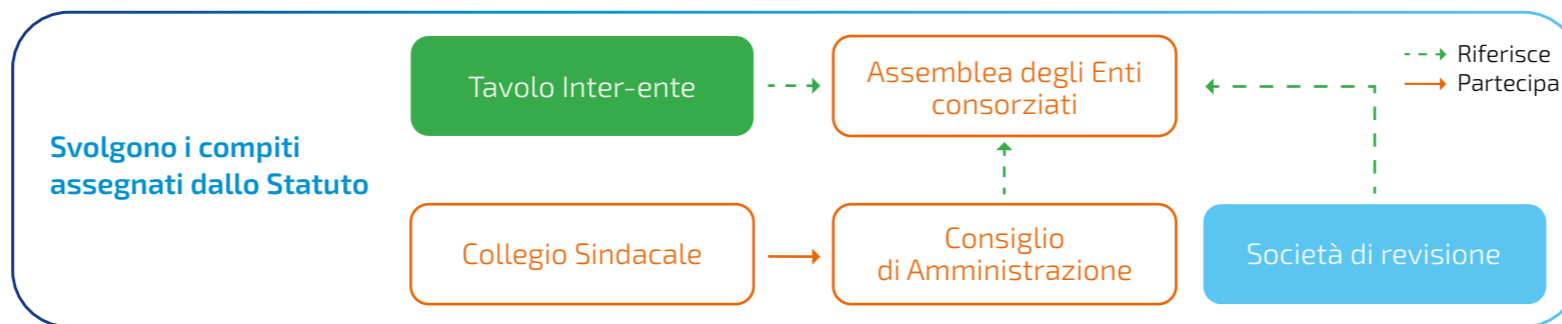 Svolgono i compiti
assegnati dallo Statuto
Tavolo Inter-ente
Assemblea degli Enti
consorziati
Riferisce
Partecipa
Collegio Sindacale
Consiglio
di Amministrazione
Società di revisione